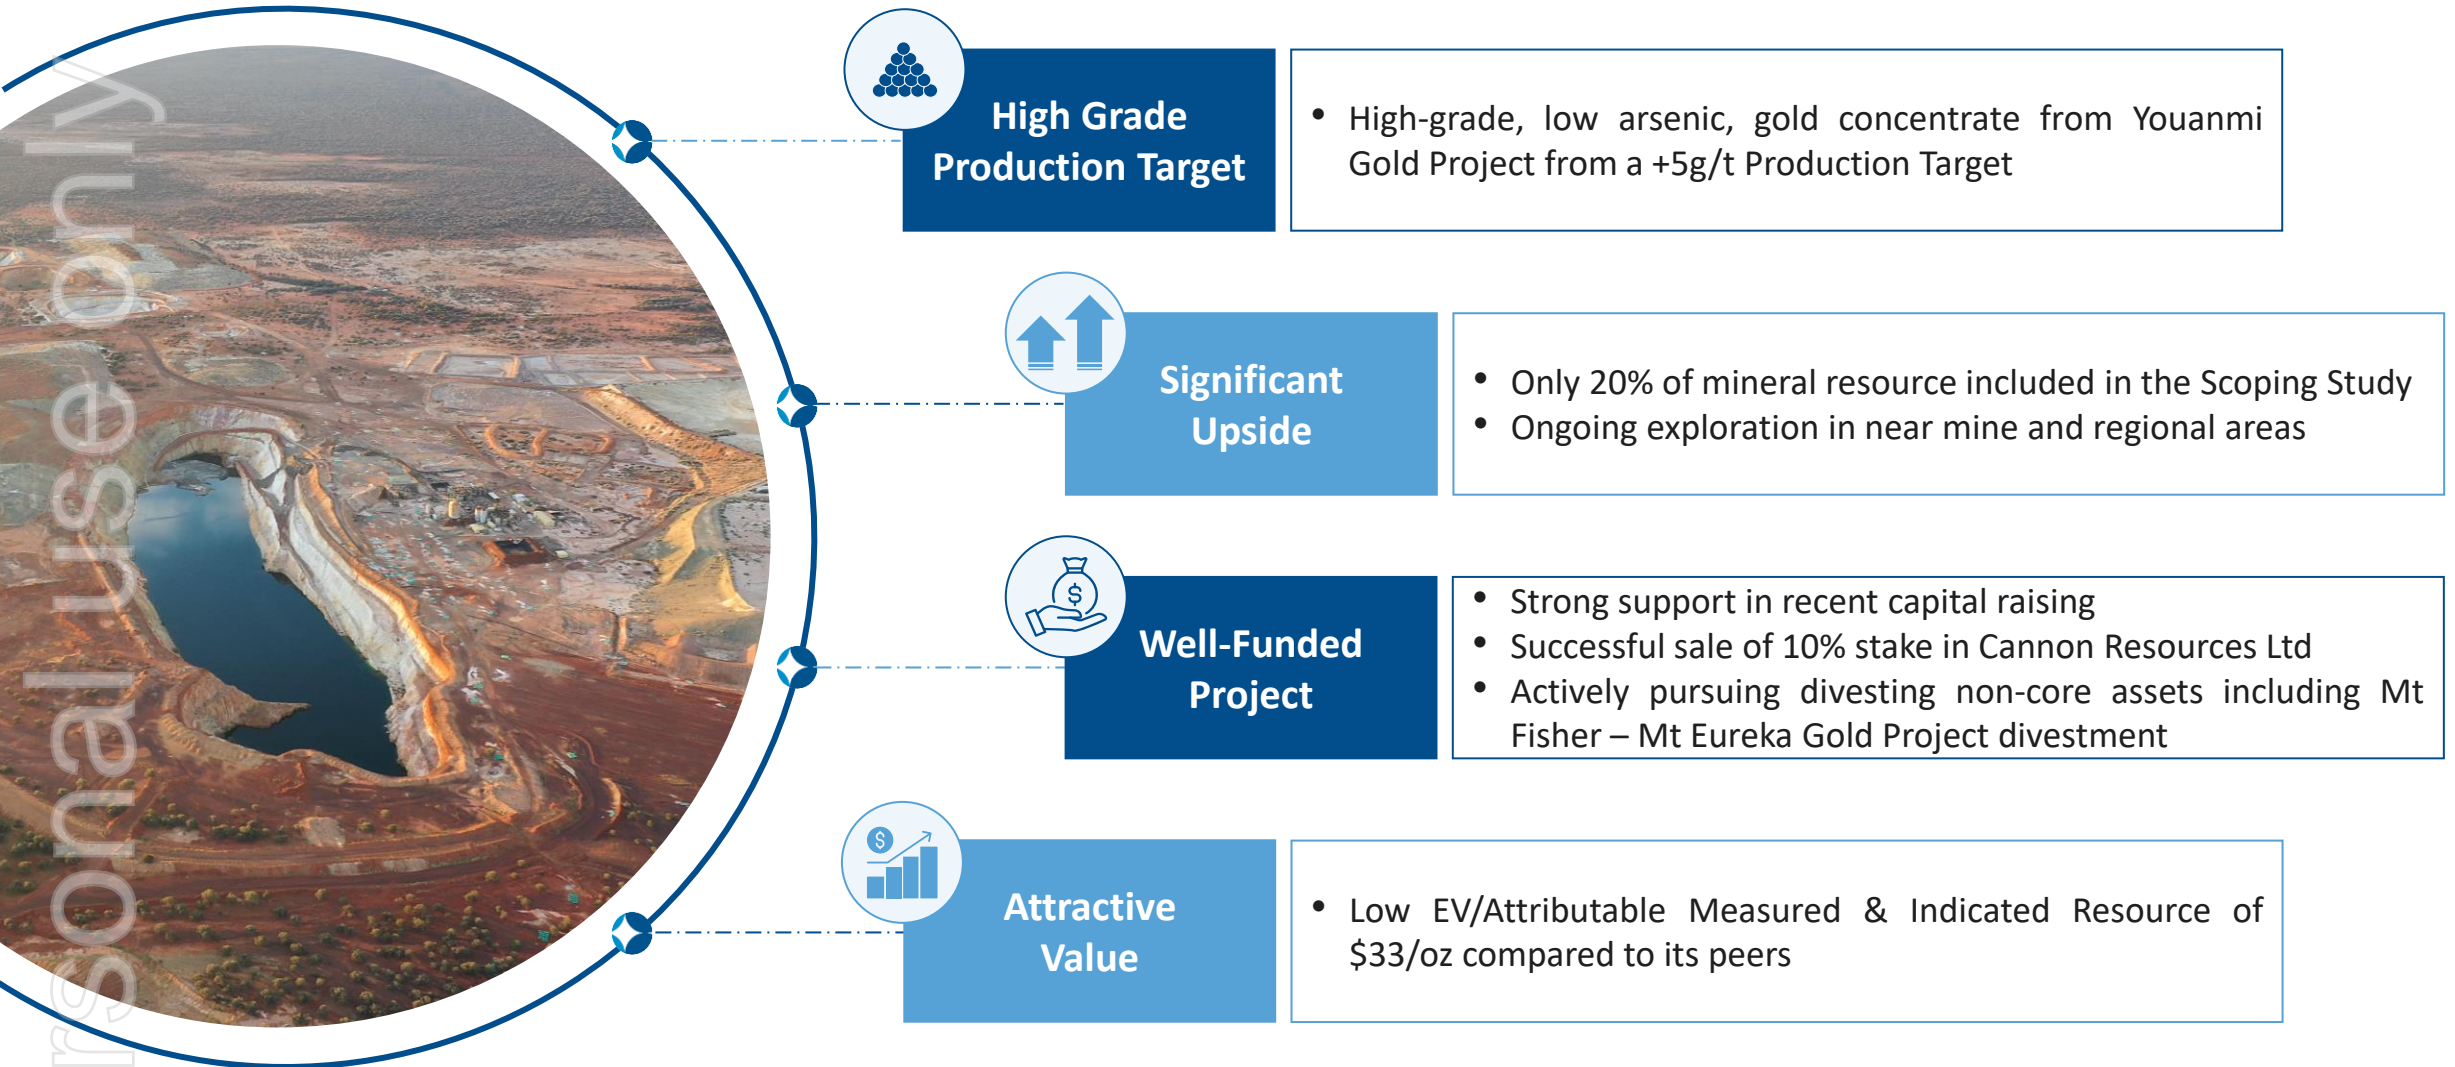 rsonal use only
High Grade
Production Target
• High-grade, low arsenic, gold concentrate from Youanmi
Gold Project from a +5g/t Production Target
Significant
Upside
• Only 20% of mineral resource included in the Scoping Study
• Ongoing exploration in near mine and regional areas
$
Well-Funded
Project
• Strong support in recent capital raising
• Successful sale of 10% stake in Cannon Resources Ltd
• Actively pursuing divesting non-core assets including Mt
Fisher – Mt Eureka Gold Project divestment
$
Attractive
Value
• Low EV/Attributable Measured & Indicated Resource of
$33/oz compared to its peers